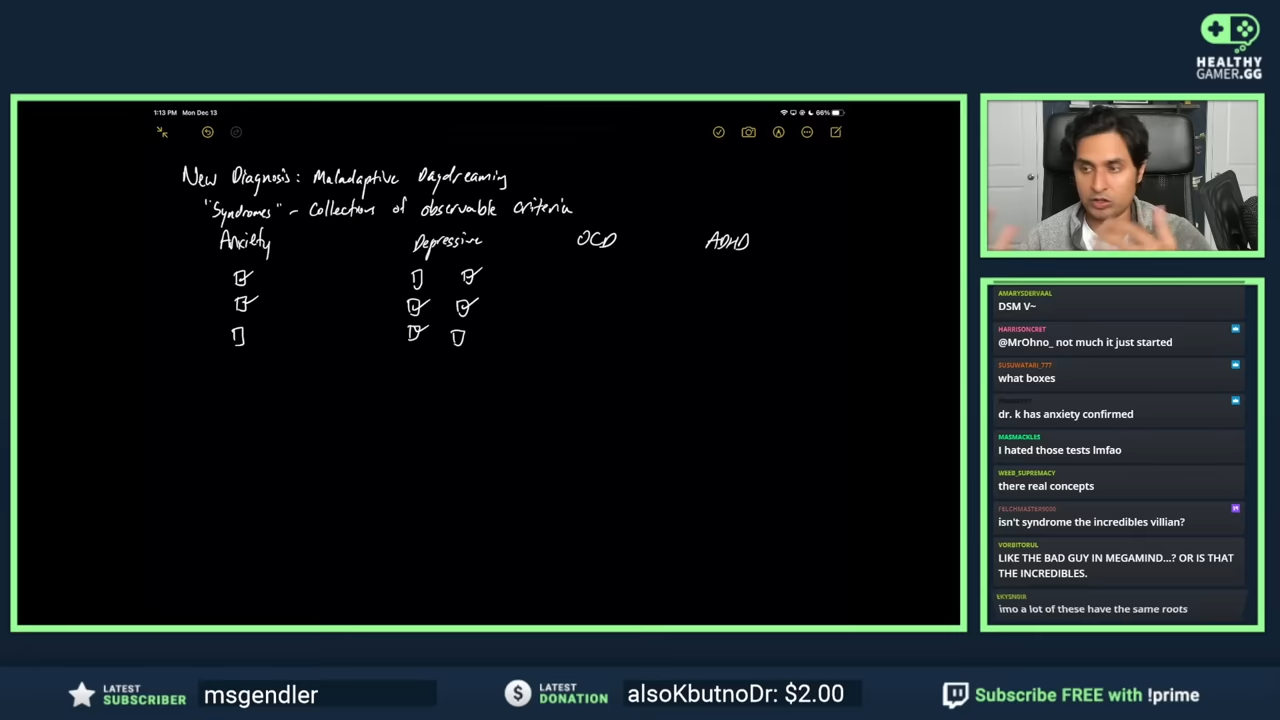 HEALTHY
GAMER.GG
1:13 PM Mon Dec 13
66%
New Diagnosis: Maladaptive Daydreaming
"Syndromes" - Collections of observable criteria
Anxiety Depressive OCD ADHD
AMARYSDERVAAL
DSM V~
HARRISONCRET
@MrOhno_ not much it just started
SUSUWATARI_777
what boxes
dr. k has anxiety confirmed
MASMACKLES
I hated those tests lmfao
WEEB_SUPREMACY
there real concepts
FELCHMASTER9000
isn't syndrome the incredibles villian?
VORBITORUL
LIKE THE BAD GUY IN MEGAMIND...? OR IS THAT
THE INCREDIBLES.
SKYSNOIR
imo a lot of these have the same roots
LATEST
SUBSCRIBER
msgendler
LATEST
DONATION
alsoKbutnoDr: $2.00
Subscribe FREE with !prime